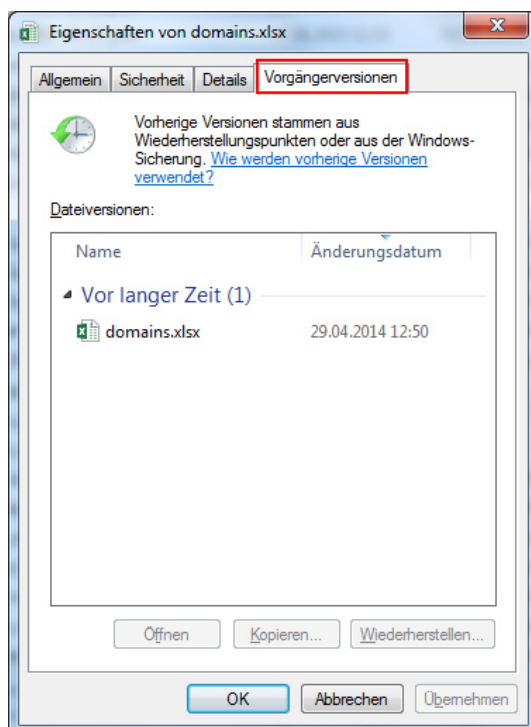 Eigenschaften von domains.xlsx
Allgemein Sicherheit Details Vorgängerversionen
Vorherige Versionen stammen aus
Wiederherstellungspunkten oder aus der Windows-
Sicherung. Wie werden vorherige Versionen
verwendet?
Dateiversionen:
Name Änderungsdatum
Vor langer Zeit (1)
domains.xlsx 29.04.2014 12:50
Öffnen Kopieren... Wiederherstellen...
OK Abbrechen Übernehmen